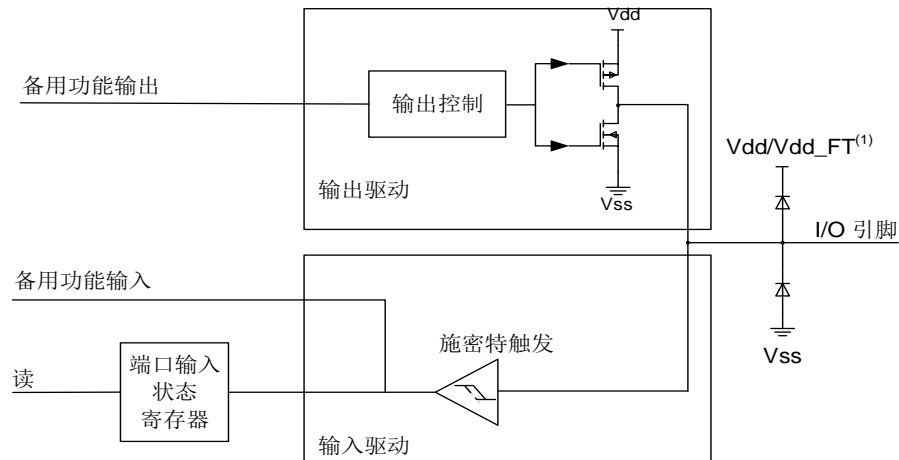 Vdd
备用功能输出
输出控制
输出驱动
Vss
Vdd/Vdd_FT(1)
I/O 引脚
Vss
备用功能输入
施密特触发
读
端口输入
状态
寄存器
输入驱动